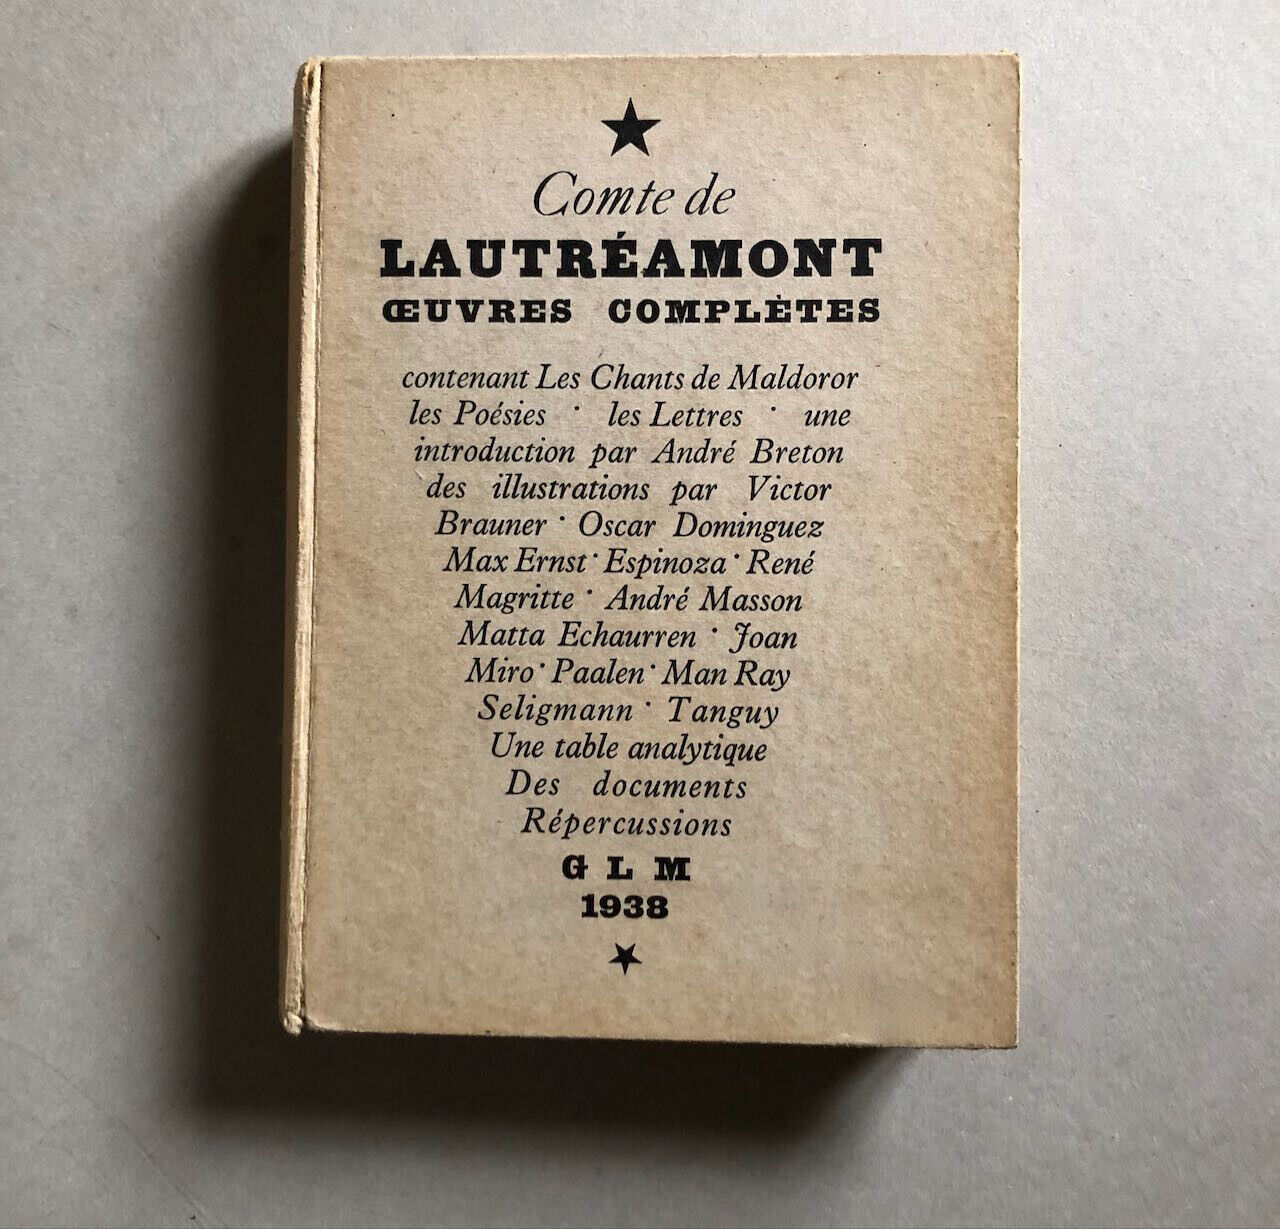 Comte de
LAUTRÉAMONT
ŒUVRES COMPLÈTES
contenant Les Chants de Maldoror
les Poésies · les Lettres · une
introduction par André Breton
des illustrations par Victor
Brauner · Oscar Dominguez
Max Ernst · Espinoza · René
Magritte · André Masson
Matta Echaurren · Joan
Miro · Paalen · Man Ray
Seligmann · Tanguy
Une table analytique
Des documents
Répercussions
G L M
1938